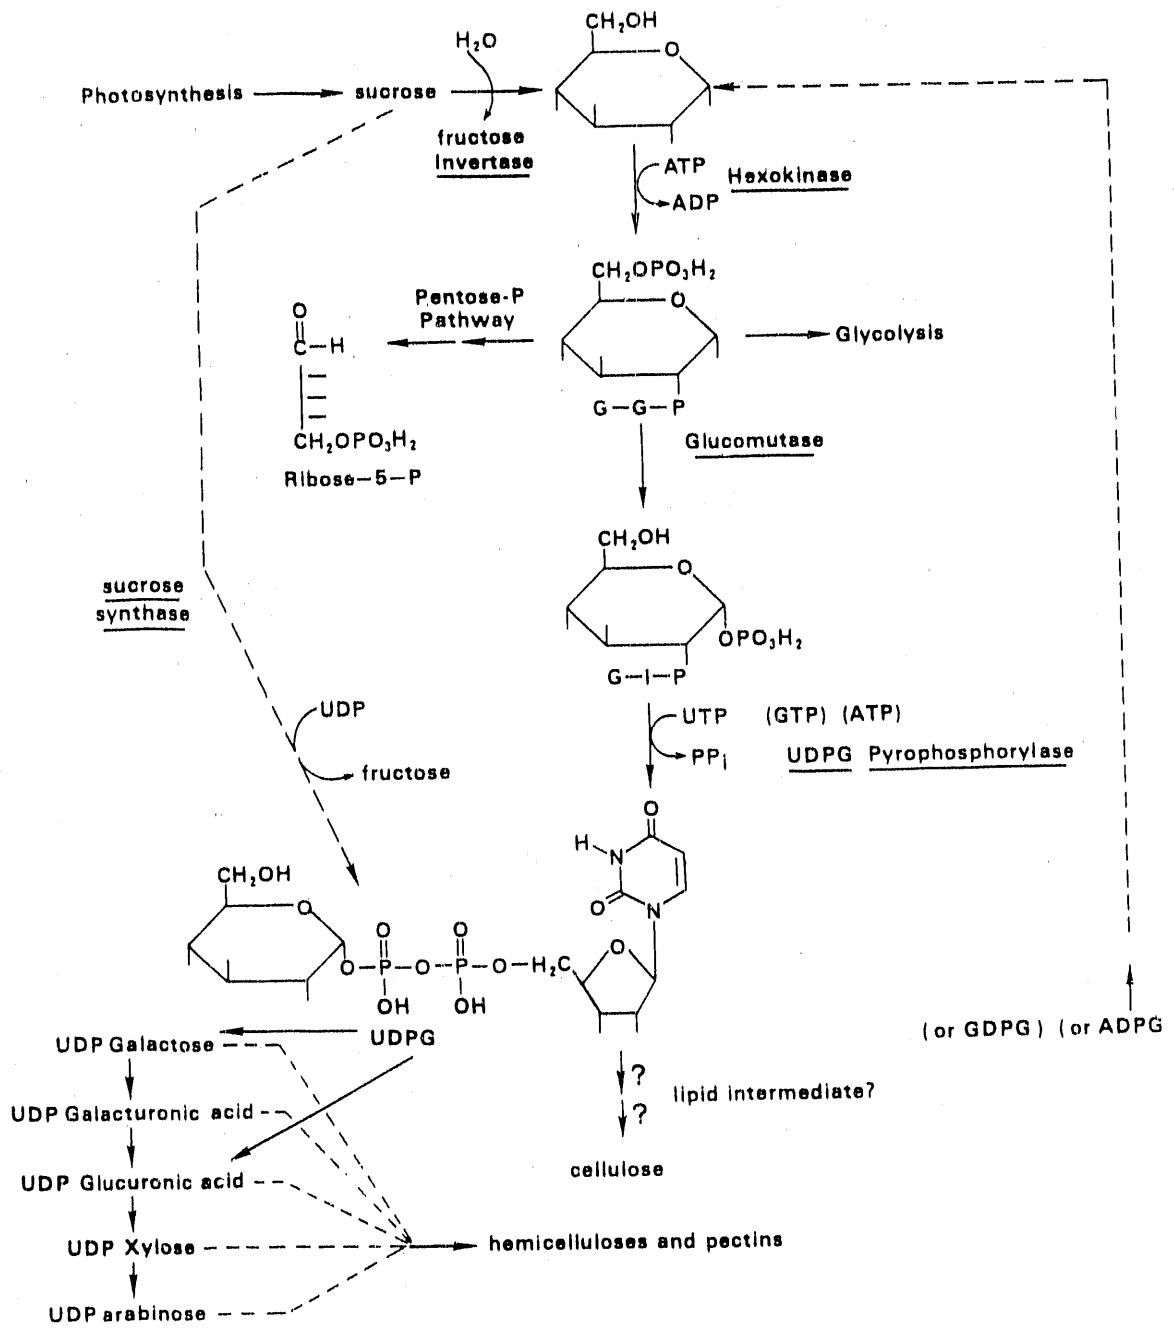 CH₂OH
O
H₂O
Photosynthesis
sucrose
fructose
Invertase
ATP
ADP
Hexokinase
CH₂OPO₃H₂
O
Pentose-P
Pathway
Glycolysis
O
C-H
CH₂OPO₃H₂
Ribose-5-P
G-G-P
Glucomutase
CH₂OH
O
OPO₃H₂
G-I-P
sucrose
synthase
UDP
fructose
UTP (GTP) (ATP)
PPi
UDPG Pyrophosphorylase
O
H N
O N
CH₂OH
O
O O
O-P-O-P-O-H₂C O
OH OH
UDPG
(or GDPG) (or ADPG
UDP Galactose
?
lipid intermediate?
?
UDP Galacturonic acid
cellulose
UDP Glucuronic acid
UDP Xylose
hemicelluloses and pectins
UDP arabinose